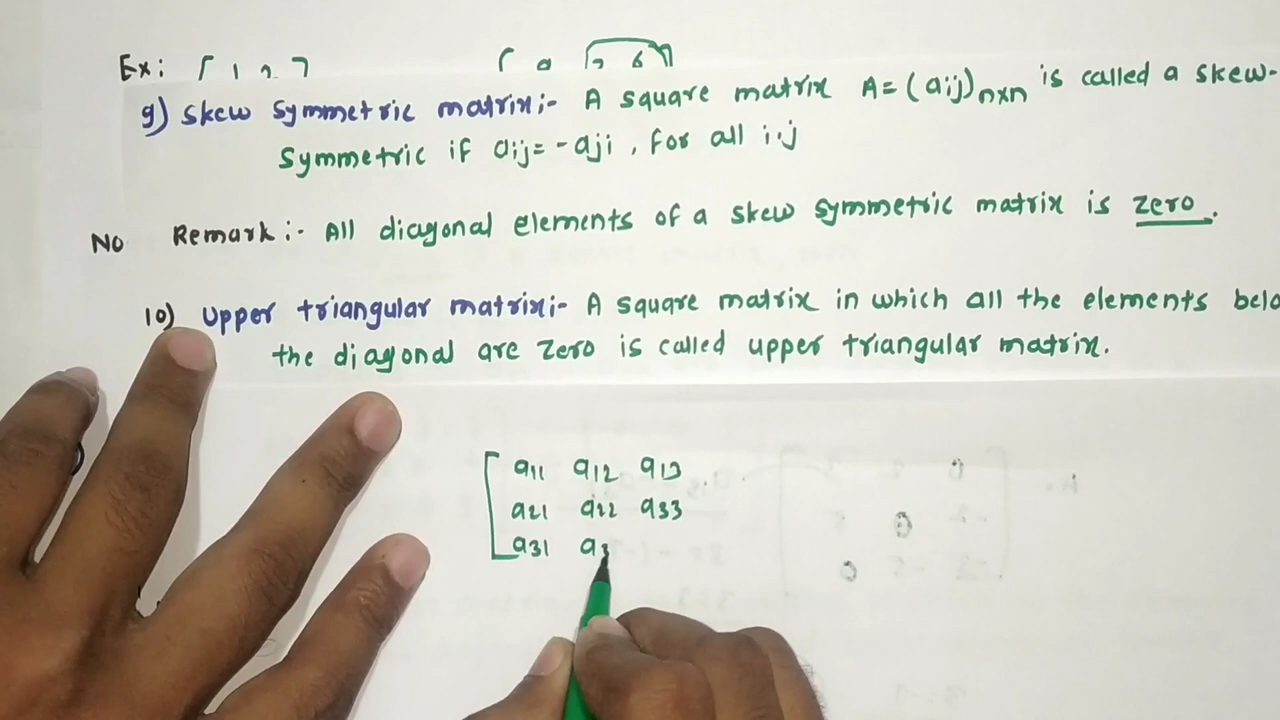 Ex:
9) Skew symmetric matrix:- A square matrix A=(aij)nxn is called a skew-
symmetric if aij= -aji , for all i,j
No Remark:- All diagonal elements of a skew symmetric matrix is zero.
10) Upper triangular matrix:- A square matrix in which all the elements belo
the diagonal are zero is called upper triangular matrix.
a11 a12 a13
a21 a22 a33
a31 a3